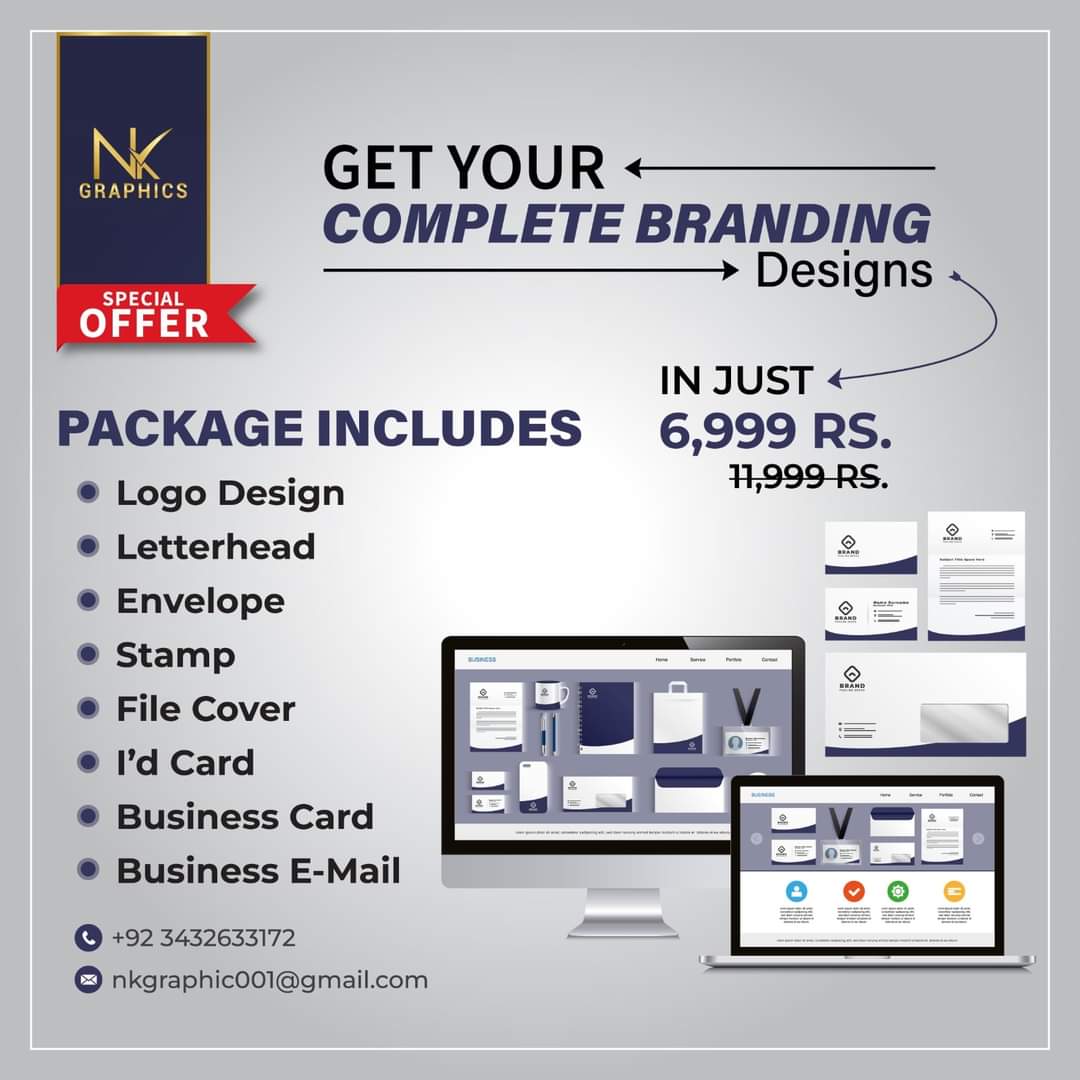 NK
GRAPHICS
SPECIAL
OFFER
GET YOUR
COMPLETE BRANDING
Designs
IN JUST
6,999 RS.
11,999 RS.
PACKAGE INCLUDES
Logo Design
Letterhead
Envelope
Stamp
File Cover
I’d Card
Business Card
Business E-Mail
+92 3432633172
nkgraphic001@gmail.com
BRAND
BRAND
BRAND
BRAND
BUSINESS
Home Service Portfolio Contact
BUSINESS
Home Service Portfolio Contact